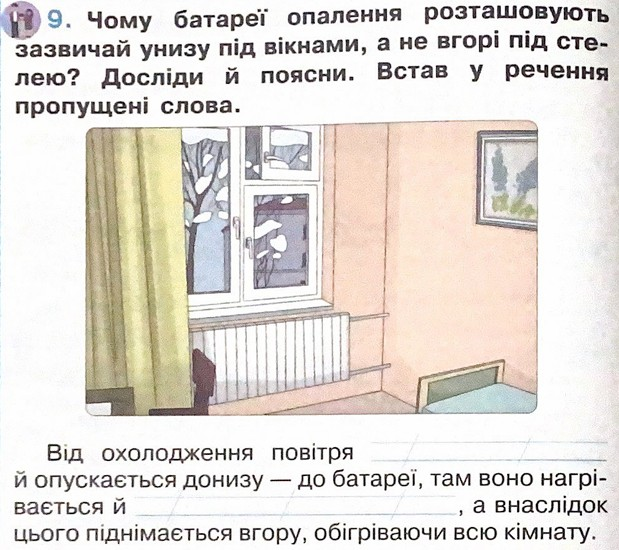 9. Чому батареї опалення розташовують
зазвичай унизу під вікнами, а не вгорі під сте-
лею? Досліди й поясни. Встав у речення
пропущені слова.
Від охолодження повітря
й опускається донизу — до батареї, там воно нагрі-
вається й , а внаслідок
цього піднімається вгору, обігріваючи всю кімнату.